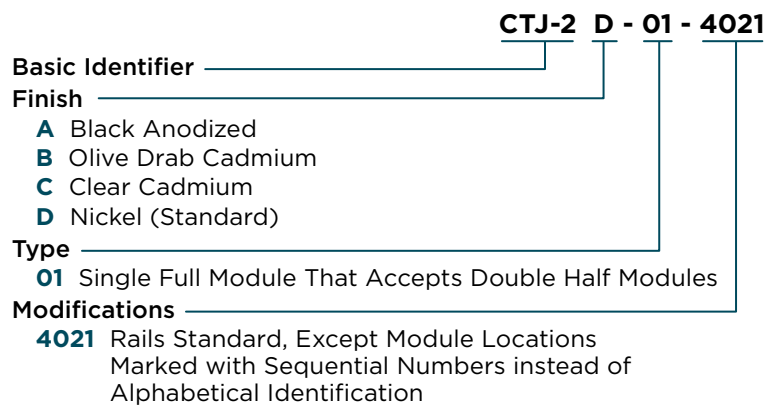 CTJ-2 D - 01 - 4021
Basic Identifier
Finish
A Black Anodized
B Olive Drab Cadmium
C Clear Cadmium
D Nickel (Standard)
Type
01 Single Full Module That Accepts Double Half Modules
Modifications
4021 Rails Standard, Except Module Locations
Marked with Sequential Numbers instead of
Alphabetical Identification